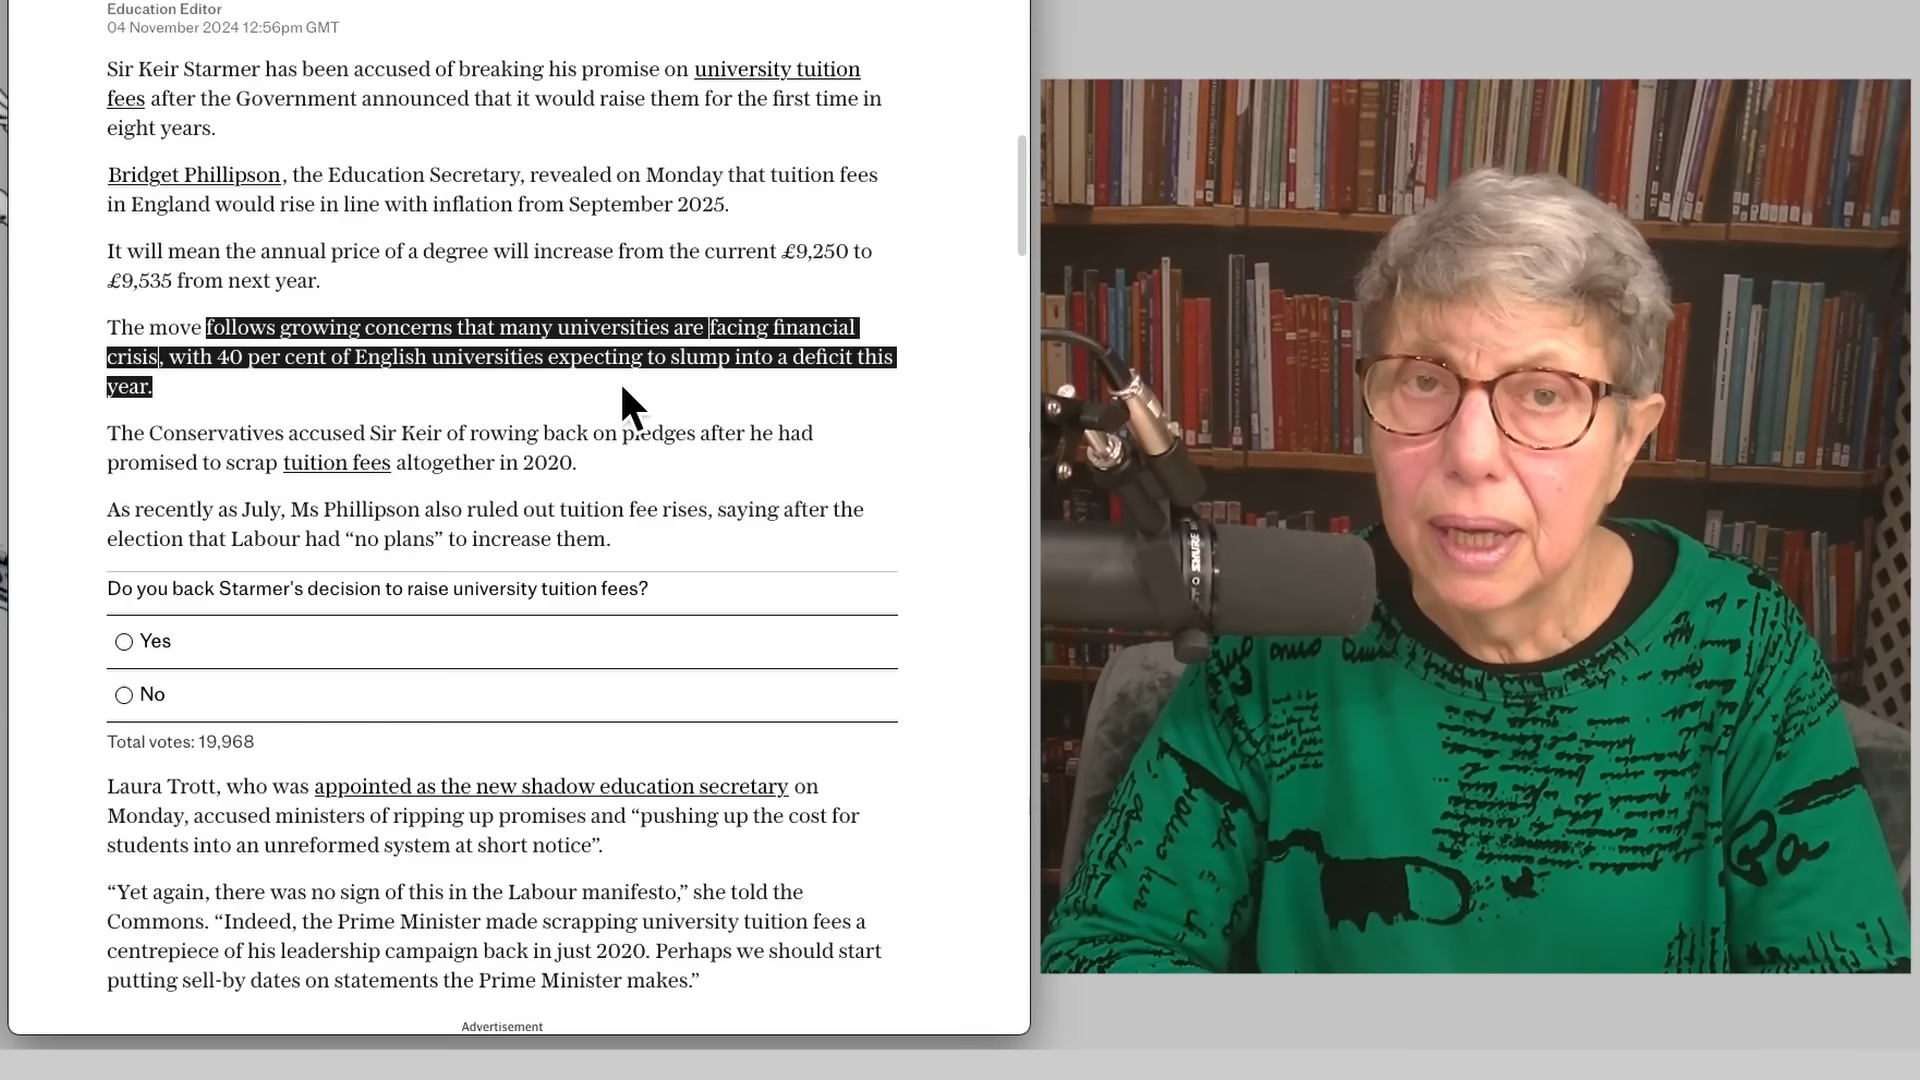 Education Editor
04 November 2024 12:56pm GMT
Sir Keir Starmer has been accused of breaking his promise on university tuition
fees after the Government announced that it would raise them for the first time in
eight years.
Bridget Phillipson, the Education Secretary, revealed on Monday that tuition fees
in England would rise in line with inflation from September 2025.
It will mean the annual price of a degree will increase from the current £9,250 to
£9,535 from next year.
The move follows growing concerns that many universities are facing financial
crisis, with 40 per cent of English universities expecting to slump into a deficit this
year.
The Conservatives accused Sir Keir of rowing back on pledges after he had
promised to scrap tuition fees altogether in 2020.
As recently as July, Ms Phillipson also ruled out tuition fee rises, saying after the
election that Labour had “no plans” to increase them.
Do you back Starmer's decision to raise university tuition fees?
Yes
No
Total votes: 19,968
Laura Trott, who was appointed as the new shadow education secretary on
Monday, accused ministers of ripping up promises and “pushing up the cost for
students into an unreformed system at short notice”.
“Yet again, there was no sign of this in the Labour manifesto,” she told the
Commons. “Indeed, the Prime Minister made scrapping university tuition fees a
centrepiece of his leadership campaign back in just 2020. Perhaps we should start
putting sell-by dates on statements the Prime Minister makes.”
Advertisement
SHURE